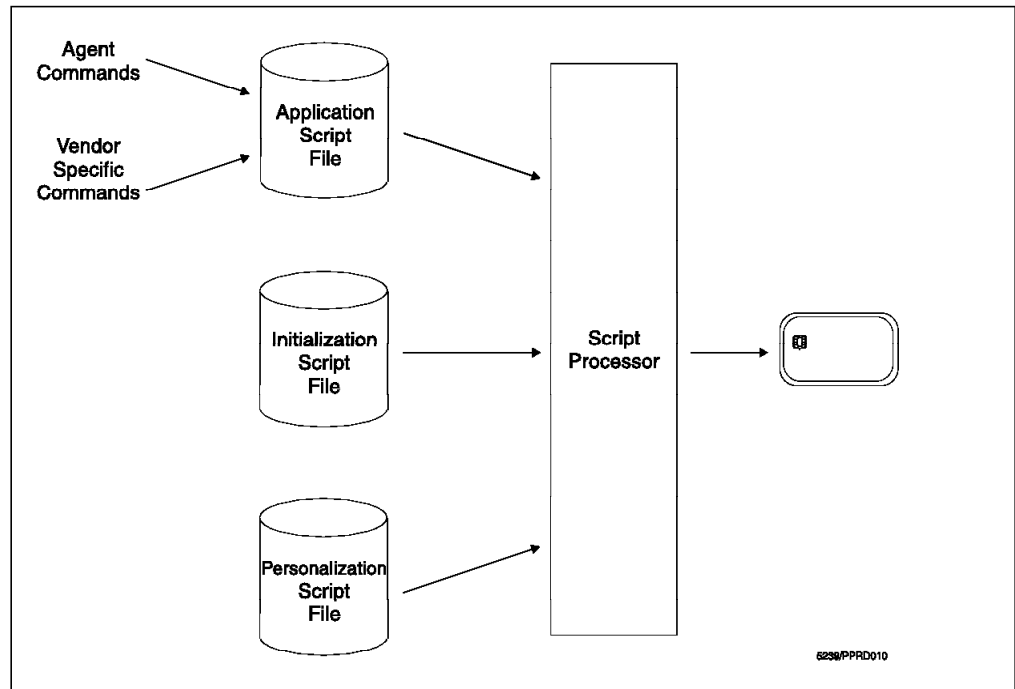 Agent
Commands
Vendor
Specific
Commands
Application
Script
File
Initialization
Script
File
Personalization
Script
File
Script
Processor
5239/PPRD010